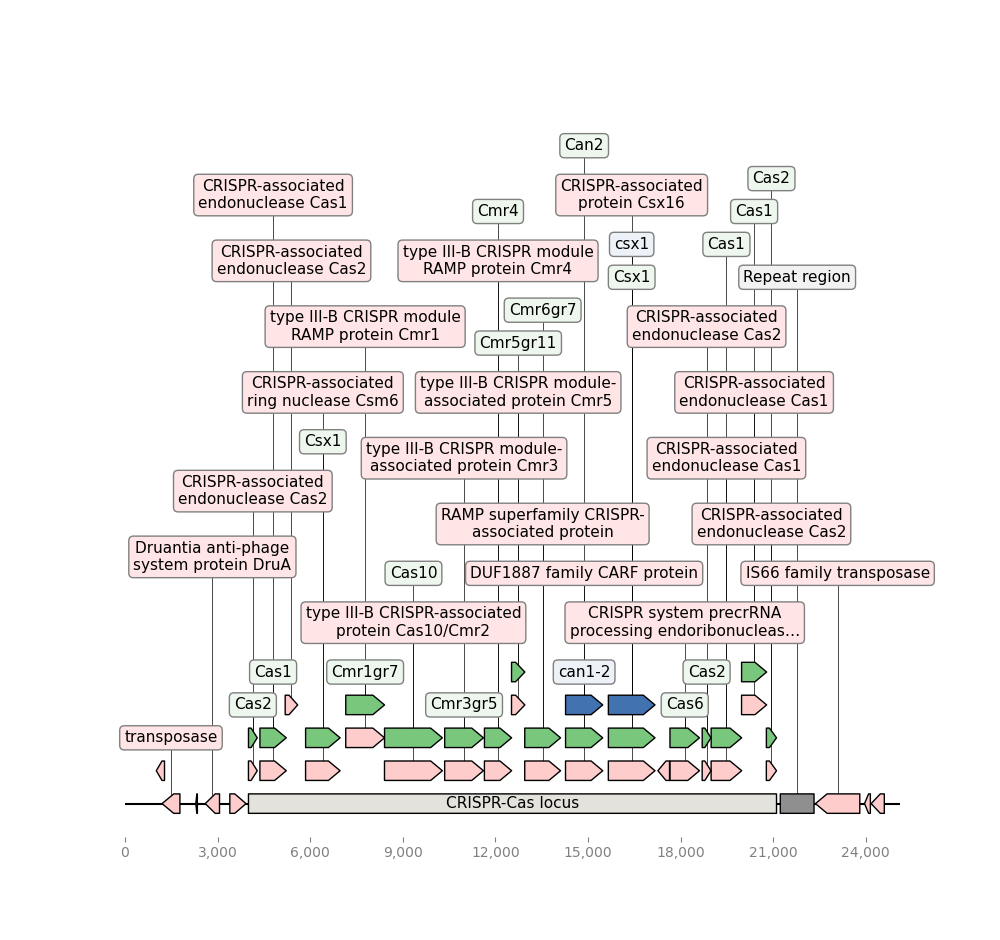 Can2
Cas2
CRISPR-associated
endonuclease Cas1
CRISPR-associated
protein Csx16
Cmr4
Cas1
csx1
Cas1
CRISPR-associated
endonuclease Cas2
type III-B CRISPR module
RAMP protein Cmr4
Csx1
Repeat region
Cmr6gr7
type III-B CRISPR module
RAMP protein Cmr1
CRISPR-associated
endonuclease Cas2
Cmr5gr11
CRISPR-associated
ring nuclease Csm6
type III-B CRISPR module-
associated protein Cmr5
CRISPR-associated
endonuclease Cas1
Csx1
type III-B CRISPR module-
associated protein Cmr3
CRISPR-associated
endonuclease Cas1
CRISPR-associated
endonuclease Cas2
RAMP superfamily CRISPR-
associated protein
CRISPR-associated
endonuclease Cas2
Druantia anti-phage
system protein DruA
Cas10
DUF1887 family CARF protein
IS66 family transposase
type III-B CRISPR-associated
protein Cas10/Cmr2
CRISPR system precrRNA
processing endoribonucleas...
Cas1
Cmr1gr7
can1-2
Cas2
Cas2
Cmr3gr5
Cas6
transposase
CRISPR-Cas locus
0
3,000
6,000
9,000
12,000
15,000
18,000
21,000
24,000